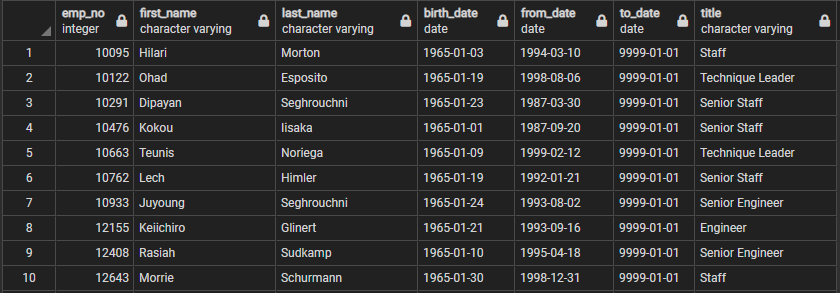 emp_no first_name last_name birth_date from_date to_date title
integer character varying character varying date date date character varying
1 10095 Hilari Morton 1965-01-03 1994-03-10 9999-01-01 Staff
2 10122 Ohad Esposito 1965-01-19 1998-08-06 9999-01-01 Technique Leader
3 10291 Dipayan Seghrouchni 1965-01-23 1987-03-30 9999-01-01 Senior Staff
4 10476 Kokou Iisaka 1965-01-01 1987-09-20 9999-01-01 Senior Staff
5 10663 Teunis Noriega 1965-01-09 1999-02-12 9999-01-01 Technique Leader
6 10762 Lech Himler 1965-01-19 1992-01-21 9999-01-01 Senior Staff
7 10933 Juyoung Seghrouchni 1965-01-24 1993-08-02 9999-01-01 Senior Engineer
8 12155 Keiichiro Glinert 1965-01-21 1993-09-16 9999-01-01 Engineer
9 12408 Rasiah Sudkamp 1965-01-10 1995-04-18 9999-01-01 Senior Engineer
10 12643 Morrie Schurmann 1965-01-30 1998-12-31 9999-01-01 Staff